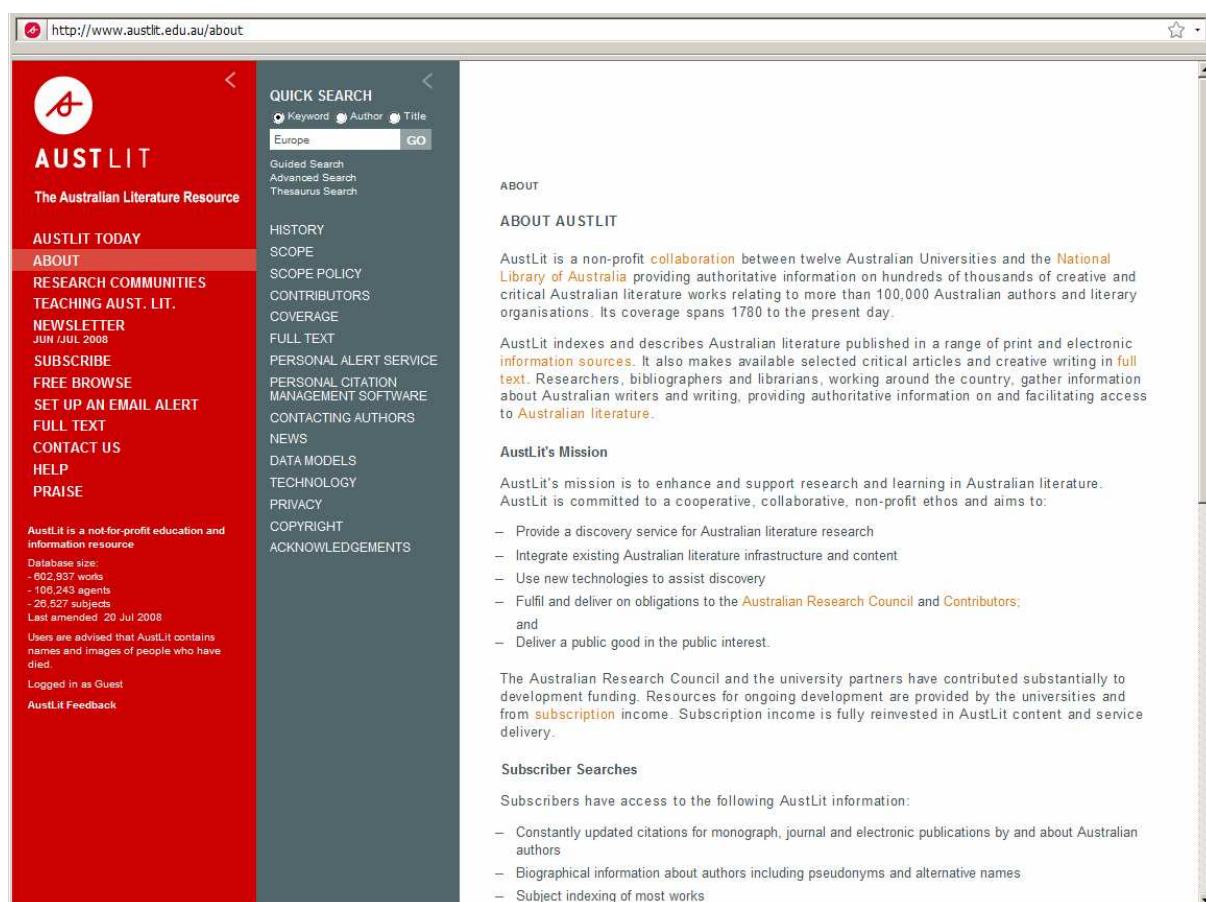 http://www.austlit.edu.au/about
AUSTLIT
The Australian Literature Resource
AUSTLIT TODAY
ABOUT
RESEARCH COMMUNITIES
TEACHING AUST. LIT.
NEWSLETTER
JUN /JUL 2008
SUBSCRIBE
FREE BROWSE
SET UP AN EMAIL ALERT
FULL TEXT
CONTACT US
HELP
PRAISE
AustLit is a not-for-profit education and
information resource
Database size:
- 602,937 works
- 106,243 agents
- 26,527 subjects
Last amended 20 Jul 2008
Users are advised that AustLit contains
names and images of people who have
died.
Logged in as Guest
AustLit Feedback
QUICK SEARCH
Keyword Author Title
Europe GO
Guided Search
Advanced Search
Thesaurus Search
HISTORY
SCOPE
SCOPE POLICY
CONTRIBUTORS
COVERAGE
FULL TEXT
PERSONAL ALERT SERVICE
PERSONAL CITATION
MANAGEMENT SOFTWARE
CONTACTING AUTHORS
NEWS
DATA MODELS
TECHNOLOGY
PRIVACY
COPYRIGHT
ACKNOWLEDGEMENTS
ABOUT
ABOUT AUSTLIT
AustLit is a non-profit collaboration between twelve Australian Universities and the National
Library of Australia providing authoritative information on hundreds of thousands of creative and
critical Australian literature works relating to more than 100,000 Australian authors and literary
organisations. Its coverage spans 1780 to the present day.
AustLit indexes and describes Australian literature published in a range of print and electronic
information sources. It also makes available selected critical articles and creative writing in full
text. Researchers, bibliographers and librarians, working around the country, gather information
about Australian writers and writing, providing authoritative information on and facilitating access
to Australian literature.
AustLit's Mission
AustLit's mission is to enhance and support research and learning in Australian literature.
AustLit is committed to a cooperative, collaborative, non-profit ethos and aims to:
– Provide a discovery service for Australian literature research
– Integrate existing Australian literature infrastructure and content
– Use new technologies to assist discovery
– Fulfil and deliver on obligations to the Australian Research Council and Contributors;
and
– Deliver a public good in the public interest.
The Australian Research Council and the university partners have contributed substantially to
development funding. Resources for ongoing development are provided by the universities and
from subscription income. Subscription income is fully reinvested in AustLit content and service
delivery.
Subscriber Searches
Subscribers have access to the following AustLit information:
– Constantly updated citations for monograph, journal and electronic publications by and about Australian
authors
– Biographical information about authors including pseudonyms and alternative names
– Subject indexing of most works